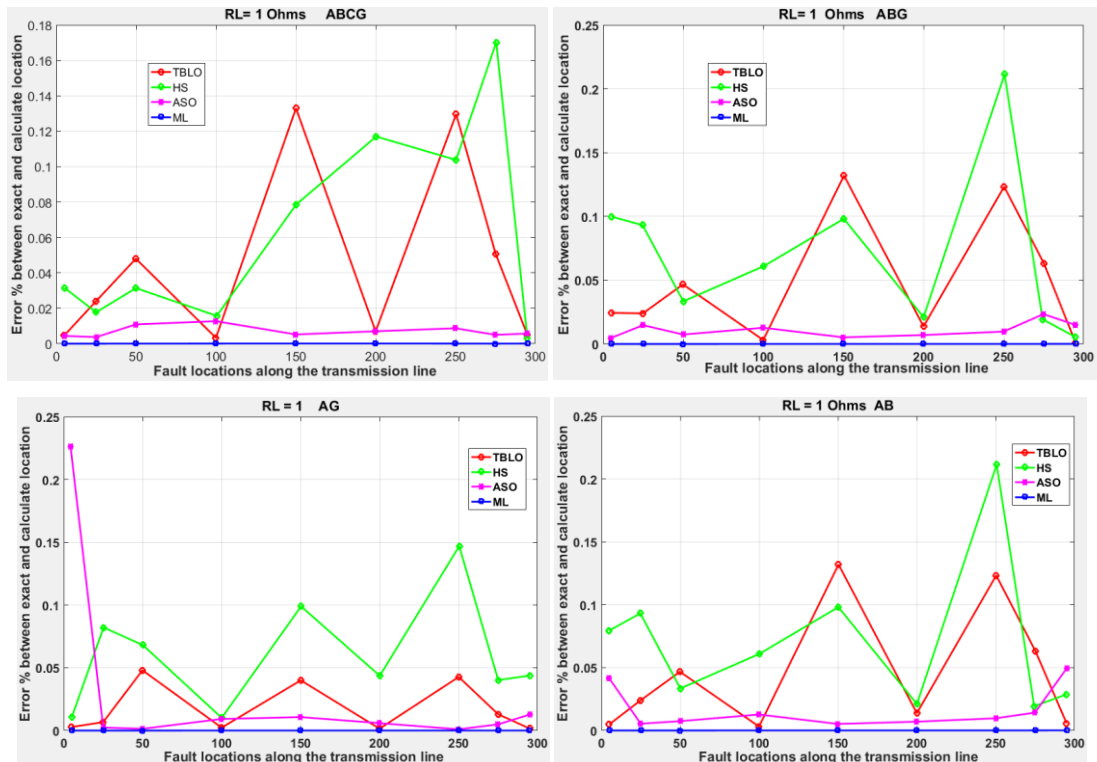 RL= 1 Ohms ABCG
Error % between exact and calculate location
0.18
0.16
0.14
0.12
0.1
0.08
0.06
0.04
0.02
0
TBLO
HS
ASO
ML
0 50 100 150 200 250 300
Fault locations along the transmission line
RL= 1 Ohms ABG
Error % between exact and calculate location
0.25
0.2
0.15
0.1
0.05
0
TBLO
HS
ASO
ML
0 50 100 150 200 250 300
Fault locations along the transmission line
RL = 1 AG
Error % between exact and calculate location
0.25
0.2
0.15
0.1
0.05
0
TBLO
HS
ASO
ML
0 50 100 150 200 250 300
Fault locations along the transmission line
RL = 1 Ohms AB
Error % between exact and calculate location
0.25
0.2
0.15
0.1
0.05
0
TBLO
HS
ASO
ML
0 50 100 150 200 250 300
Fault locations along the transmission line